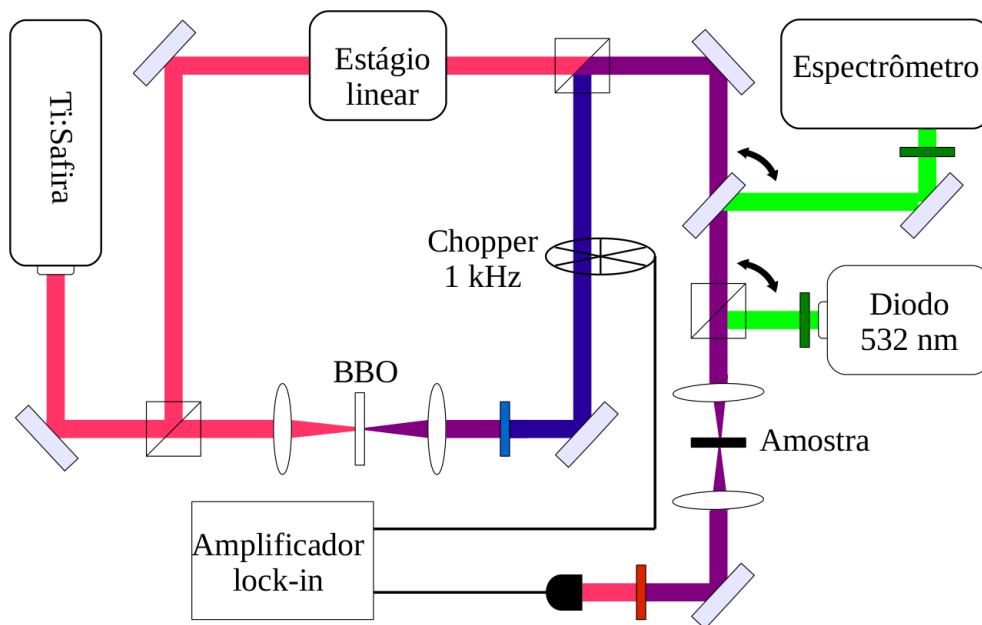 Ti:Safira
Estágio
linear
Espectrômetro
Chopper
1 kHz
Diodo
532 nm
BBO
Amostra
Amplificador
lock-in